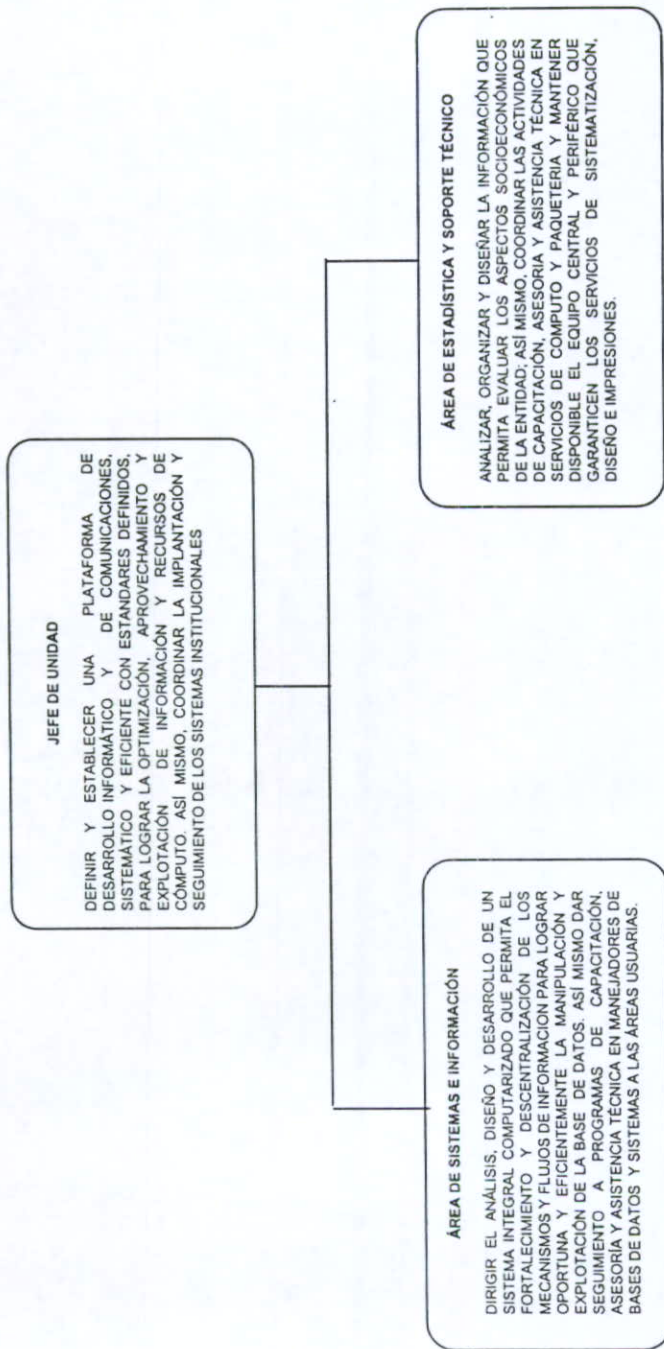 JEFE DE UNIDAD
DEFINIR Y ESTABLECER UNA PLATAFORMA DE
DESARROLLO INFORMÁTICO Y DE COMUNICACIONES,
SISTEMÁTICO Y EFICIENTE CON ESTANDARES DEFINIDOS,
PARA LOGRAR LA OPTIMIZACIÓN, APROVECHAMIENTO Y
EXPLOTACIÓN DE INFORMACIÓN Y RECURSOS DE
CÓMPUTO. ASÍ MISMO, COORDINAR LA IMPLANTACIÓN Y
SEGUIMIENTO DE LOS SISTEMAS INSTITUCIONALES
ÁREA DE SISTEMAS E INFORMACIÓN
DIRIGIR EL ANÁLISIS, DISEÑO Y DESARROLLO DE UN
SISTEMA INTEGRAL COMPUTARIZADO QUE PERMITA EL
FORTALECIMIENTO Y DESCENTRALIZACIÓN DE LOS
MECANISMOS Y FLUJOS DE INFORMACION PARA LOGRAR
OPORTUNA Y EFICIENTEMENTE LA MANIPULACIÓN Y
EXPLOTACIÓN DE LA BASE DE DATOS. ASÍ MISMO DAR
SEGUIMIENTO A PROGRAMAS DE CAPACITACIÓN,
ASESORÍA Y ASISTENCIA TÉCNICA EN MANEJADORES DE
BASES DE DATOS Y SISTEMAS A LAS ÁREAS USUARIAS.
ÁREA DE ESTADÍSTICA Y SOPORTE TÉCNICO
ANALIZAR, ORGANIZAR Y DISEÑAR LA INFORMACIÓN QUE
PERMITA EVALUAR LOS ASPECTOS SOCIOECONÓMICOS
DE LA ENTIDAD; ASÍ MISMO, COORDINAR LAS ACTIVIDADES
DE CAPACITACIÓN, ASESORIA Y ASISTENCIA TÉCNICA EN
SERVICIOS DE COMPUTO Y PAQUETERIA Y MANTENER
DISPONIBLE EL EQUIPO CENTRAL Y PERIFÉRICO QUE
GARANTICEN LOS SERVICIOS DE SISTEMATIZACIÓN,
DISEÑO E IMPRESIONES.